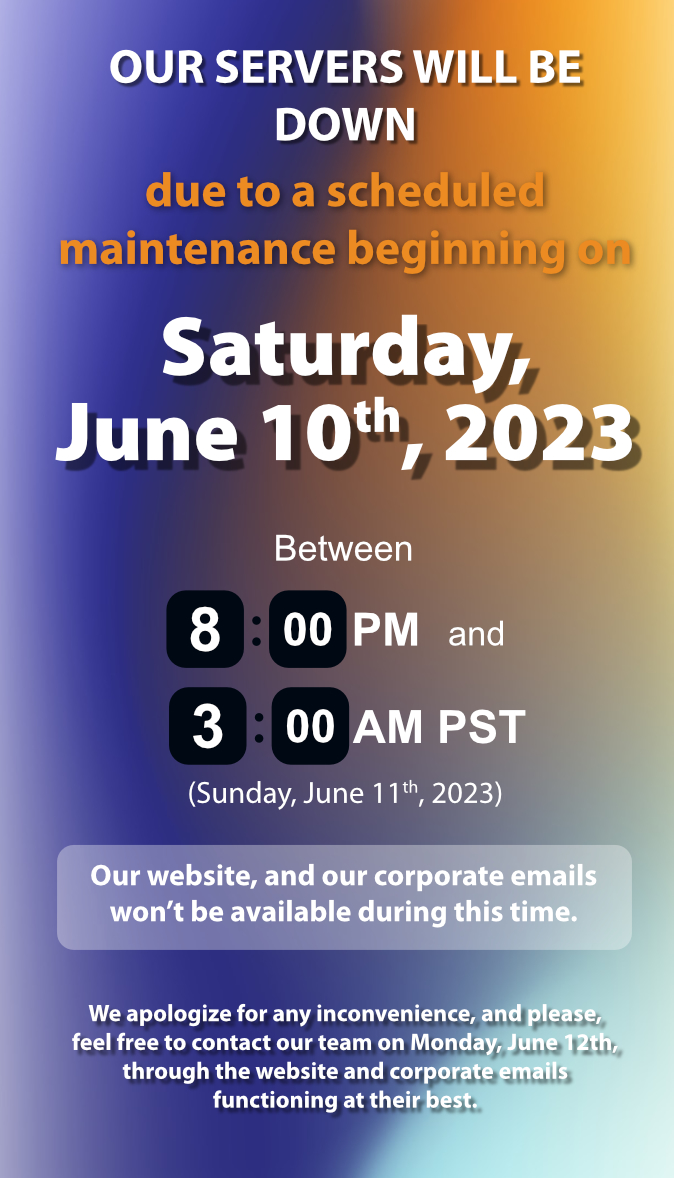 OUR SERVERS WILL BE
DOWN
due to a scheduled
maintenance beginning on
Saturday,
June 10th, 2023
Between
8:00 PM and
3:00 AM PST
(Sunday, June 11th, 2023)
Our website, and our corporate emails
won’t be available during this time.
We apologize for any inconvenience, and please,
feel free to contact our team on Monday, June 12th,
through the website and corporate emails
functioning at their best.